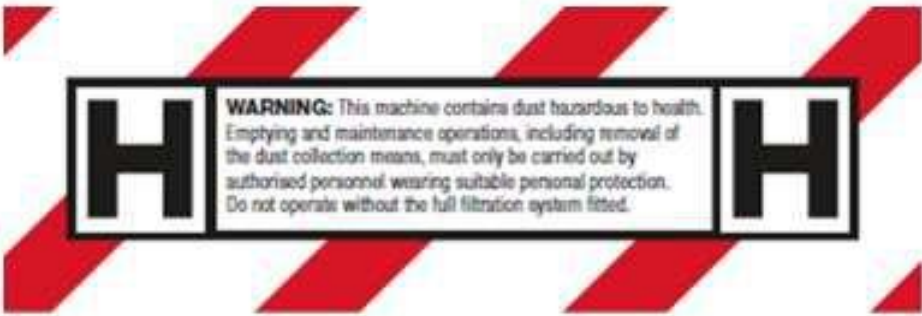 H
WARNING: This machine contains dust hazardous to health.
Emptying and maintenance operations, including removal of
the dust collection means, must only be carried out by
authorised personnel wearing suitable personal protection.
Do not operate without the full filtration system fitted.
H